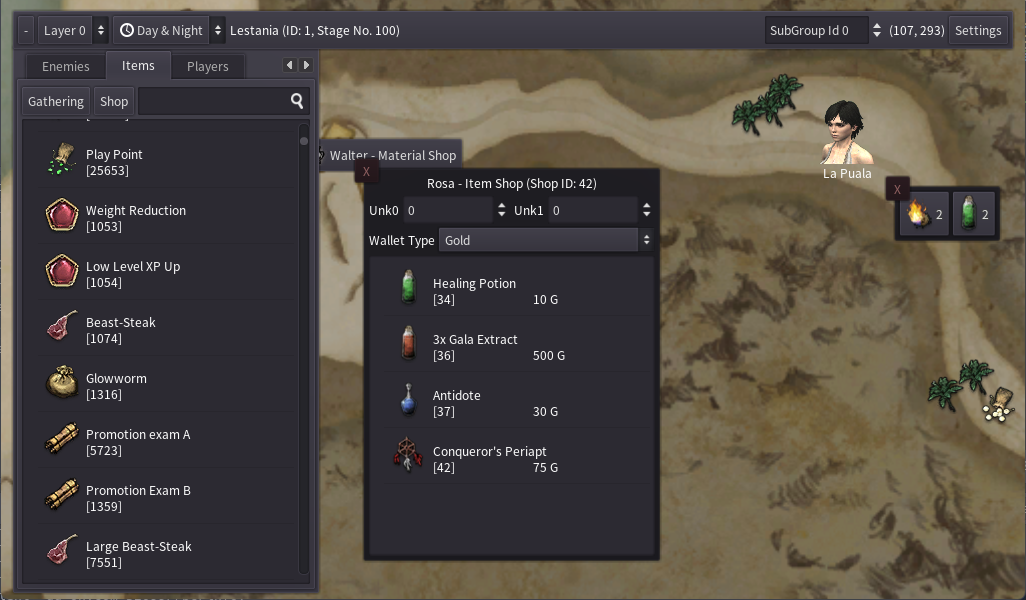 -
Layer 0
Day & Night
Lestania (ID: 1, Stage No. 100)
SubGroup Id 0
(107, 293)
Settings
Enemies
Items
Players
Gathering
Shop
Play Point
[25653]
Weight Reduction
[1053]
Low Level XP Up
[1054]
Beast-Steak
[1074]
Glowworm
[1316]
Promotion exam A
[5723]
Promotion Exam B
[1359]
Large Beast-Steak
[7551]
Walter - Material Shop
X
Rosa - Item Shop (Shop ID: 42)
Unk0 0
Unk1 0
Wallet Type Gold
Healing Potion
[34] 10 G
3x Gala Extract
[36] 500 G
Antidote
[37] 30 G
Conqueror's Periapt
[42] 75 G
La Puala
X
2
2